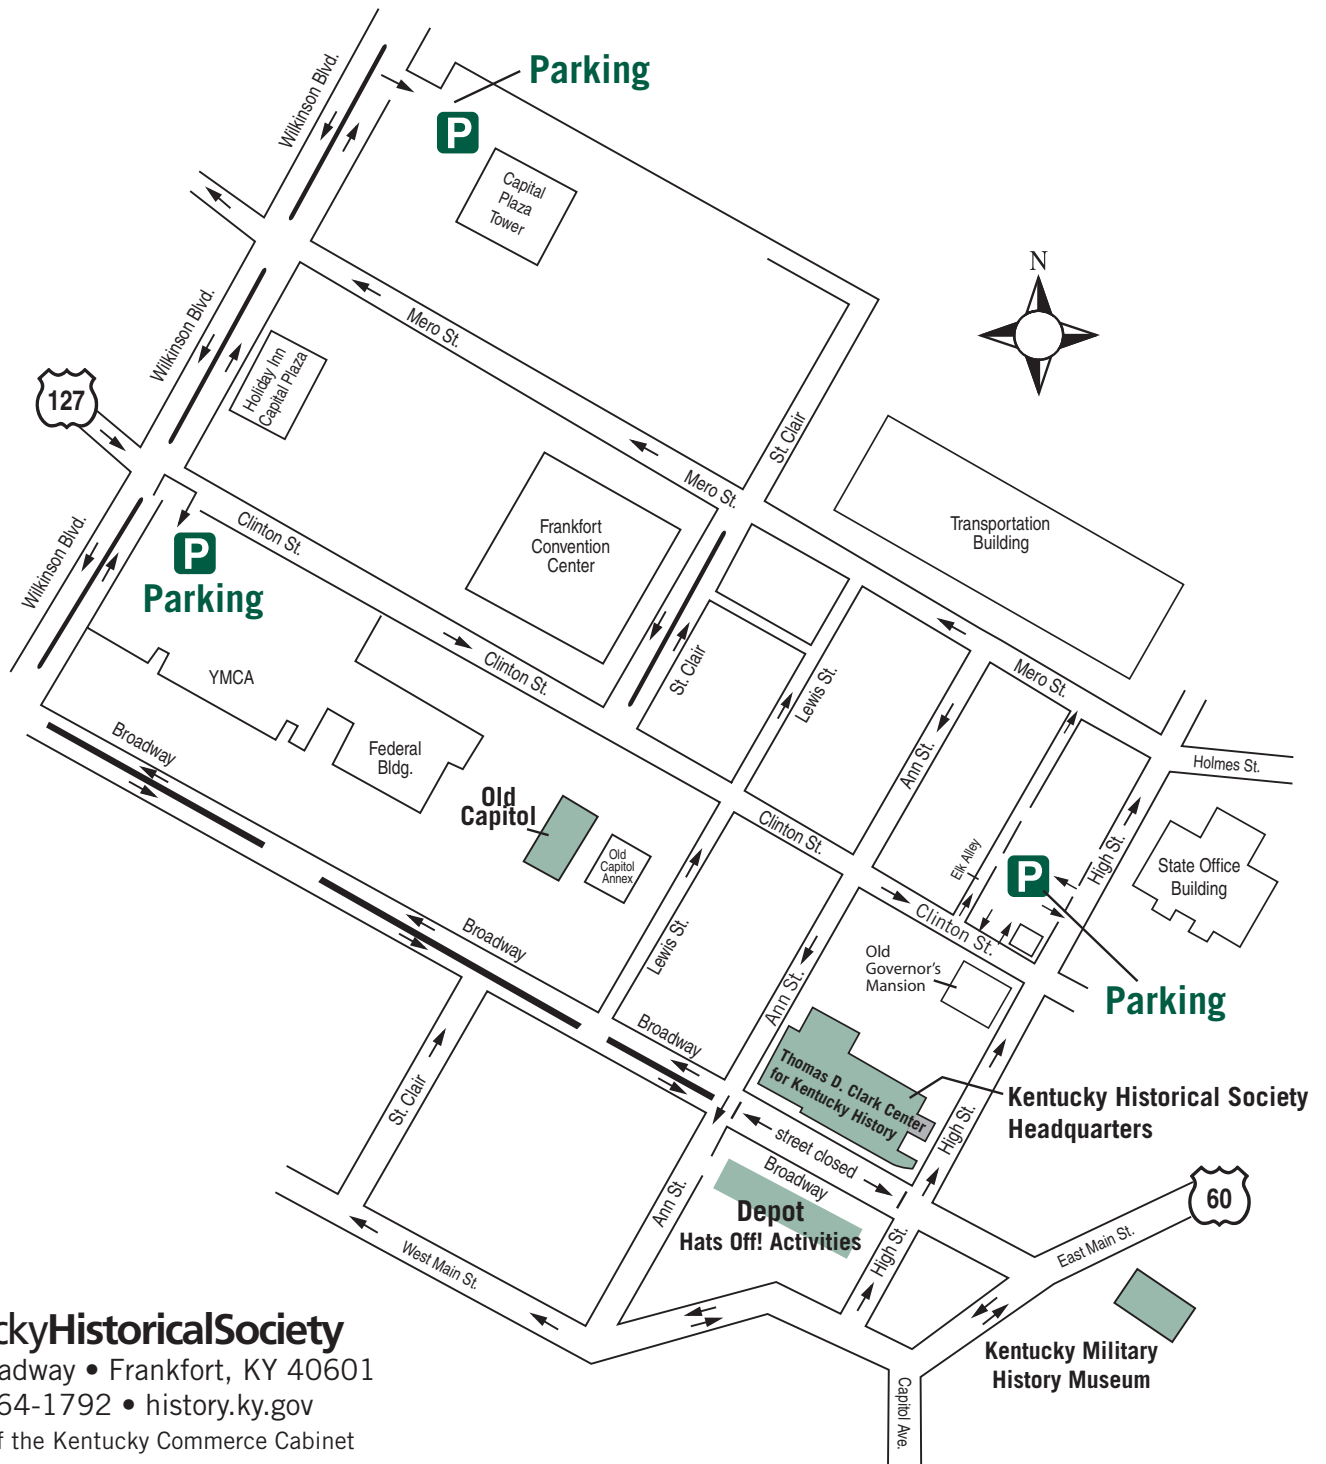 Parking
P
Wilkinson Blvd.
Capital
Plaza
Tower
N
Wilkinson Blvd.
Mero St.
Holiday Inn
Capital Plaza
127
St. Clair
Mero St.
Transportation
Building
Frankfort
Convention
Center
Clinton St.
Wilkinson Blvd.
P
Parking
YMCA
Clinton St.
St. Clair
Lewis St.
Mero St.
Ann St.
Holmes St.
Broadway
Federal
Bldg.
Old
Capitol
Old
Capitol
Annex
Clinton St.
Elk Alley
P
High St.
State Office
Building
Clinton St.
Broadway
Lewis St.
Old
Governor's
Mansion
Parking
Ann St.
Broadway
Thomas D. Clark Center
for Kentucky History
Kentucky Historical Society
Headquarters
St. Clair
street closed
High St.
Broadway
Ann St.
60
Depot
Hats Off! Activities
High St.
East Main St.
West Main St.
Kentucky Military
History Museum
Capitol Ave.
ckyHistoricalSociety
adway • Frankfort, KY 40601
64-1792 • history.ky.gov
f the Kentucky Commerce Cabinet